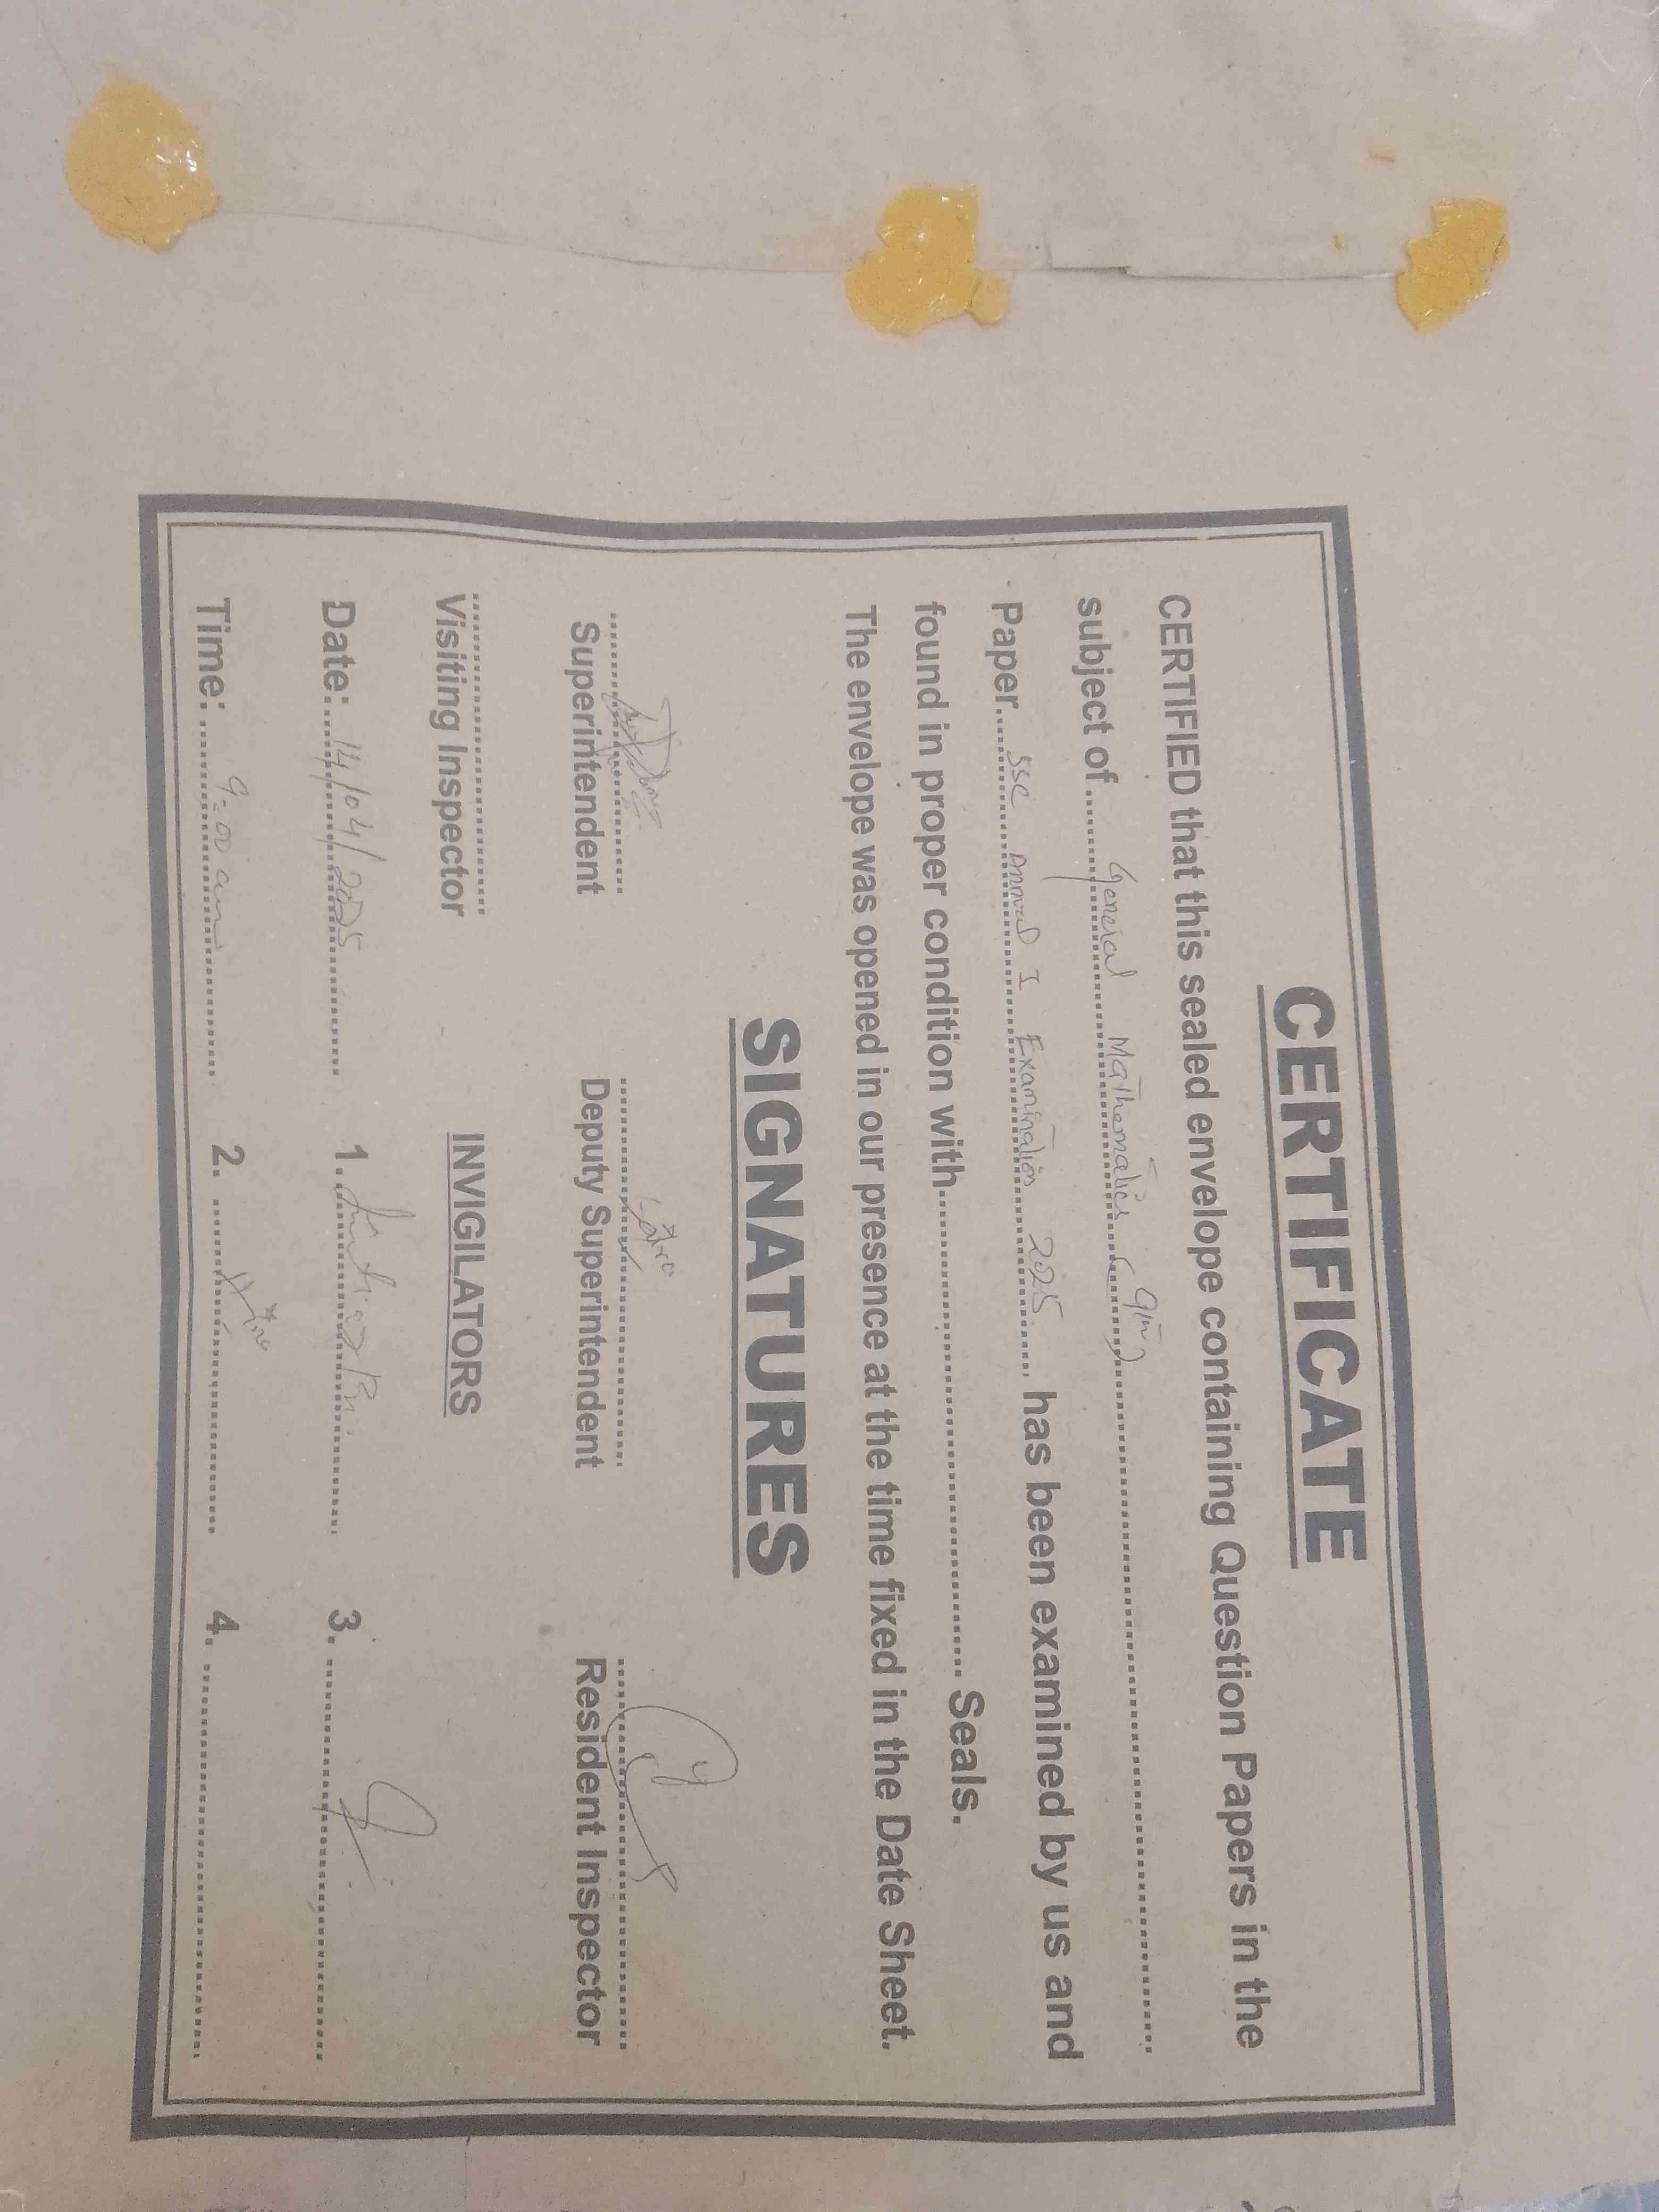 CERTIFICATE
CERTIFIED that this sealed envelope containing Question Papers in the
subject of General Mathematics (9th)
Paper SSC Annual I Examination 2025 has been examined by us and
found in proper condition with Seals.
The envelope was opened in our presence at the time fixed in the Date Sheet.
SIGNATURES
Superintendent Deputy Superintendent Resident Inspector
Visiting Inspector INVIGILATORS
Date: 14/04/2025 1. 3.
Time: 9:00 am 2. 4.